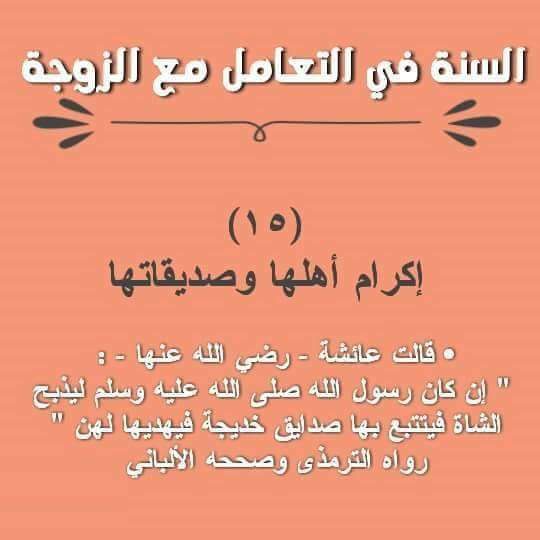 السنة في التعامل مع الزوجة
(١٥)
إكرام أهلها وصديقاتها
• قالت عائشة - رضي الله عنها - :
" إن كان رسول الله صلى الله عليه وسلم ليذبح
الشاة فيتتبع بها صدايق خديجة فيهديها لهن "
رواه الترمذى وصححه الألباني